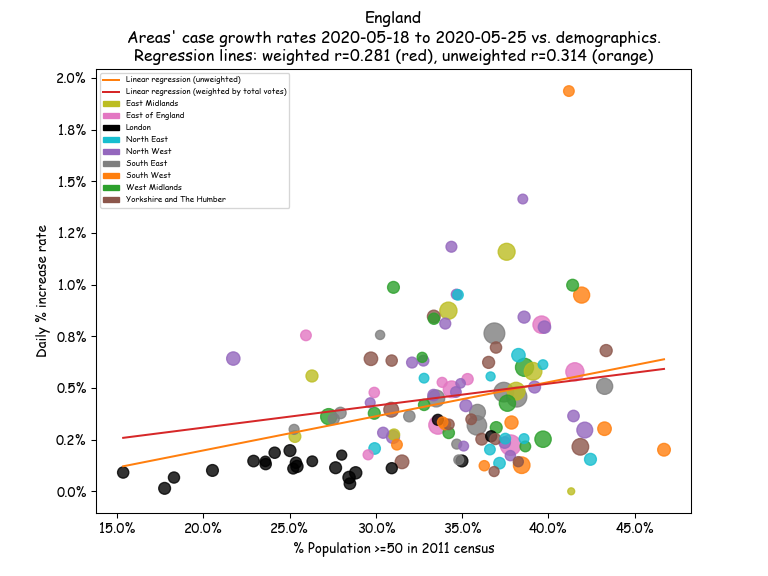 England
Areas' case growth rates 2020-05-18 to 2020-05-25 vs. demographics.
Regression lines: weighted r=0.281 (red), unweighted r=0.314 (orange)
Linear regression (unweighted)
Linear regression (weighted by total votes)
East Midlands
East of England
London
North East
North West
South East
South West
West Midlands
Yorkshire and The Humber
Daily % increase rate
2.0%
1.8%
1.5%
1.2%
1.0%
0.8%
0.5%
0.2%
0.0%
15.0% 20.0% 25.0% 30.0% 35.0% 40.0% 45.0%
% Population >=50 in 2011 census